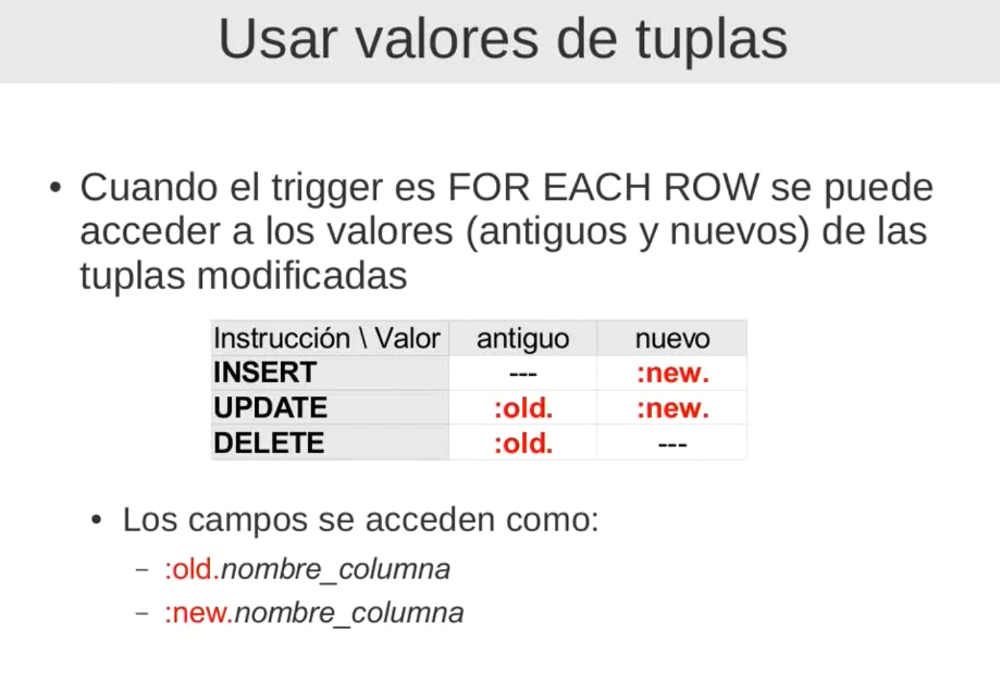 Usar valores de tuplas
• Cuando el trigger es FOR EACH ROW se puede
acceder a los valores (antiguos y nuevos) de las
tuplas modificadas
Instrucción \ Valor antiguo nuevo
INSERT --- :new.
UPDATE :old. :new.
DELETE :old. ---
• Los campos se acceden como:
– :old.nombre_columna
– :new.nombre_columna